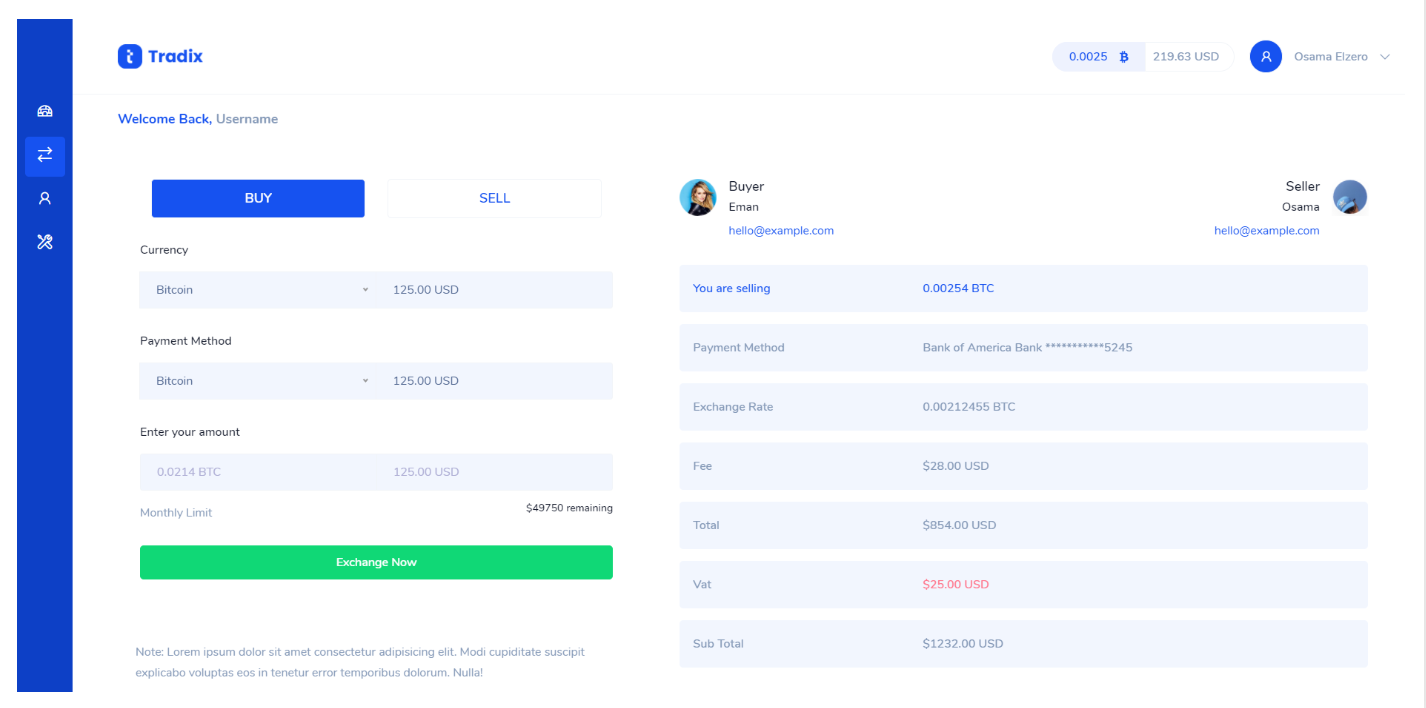 Tradix
0.0025 219.63 USD
Osama Elzero
Welcome Back, Username
BUY
SELL
Currency
Bitcoin 125.00 USD
Payment Method
Bitcoin 125.00 USD
Enter your amount
0.0214 BTC 125.00 USD
Monthly Limit $49750 remaining
Exchange Now
Note: Lorem ipsum dolor sit amet consectetur adipisicing elit. Modi cupiditate suscipit
explicabo voluptas eos in tenetur error temporibus dolorum. Nulla!
Buyer
Eman
hello@example.com
Seller
Osama
hello@example.com
You are selling 0.00254 BTC
Payment Method Bank of America Bank ***********5245
Exchange Rate 0.00212455 BTC
Fee $28.00 USD
Total $854.00 USD
Vat $25.00 USD
Sub Total $1232.00 USD